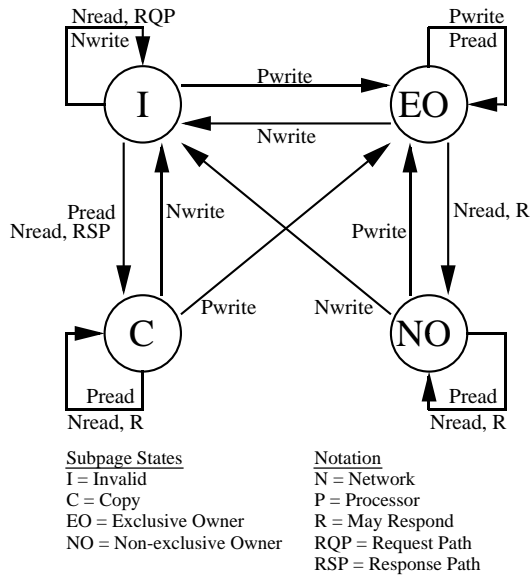 Nread, RQP
Nwrite
Pwrite
Pread
I
Pwrite
EO
Nwrite
Pread
Nread, RSP
Nwrite
Nread, R
Pwrite
Pwrite
Nwrite
C
NO
Pread
Nread, R
Pread
Nread, R
Subpage States
I = Invalid
C = Copy
EO = Exclusive Owner
NO = Non-exclusive Owner
Notation
N = Network
P = Processor
R = May Respond
RQP = Request Path
RSP = Response Path